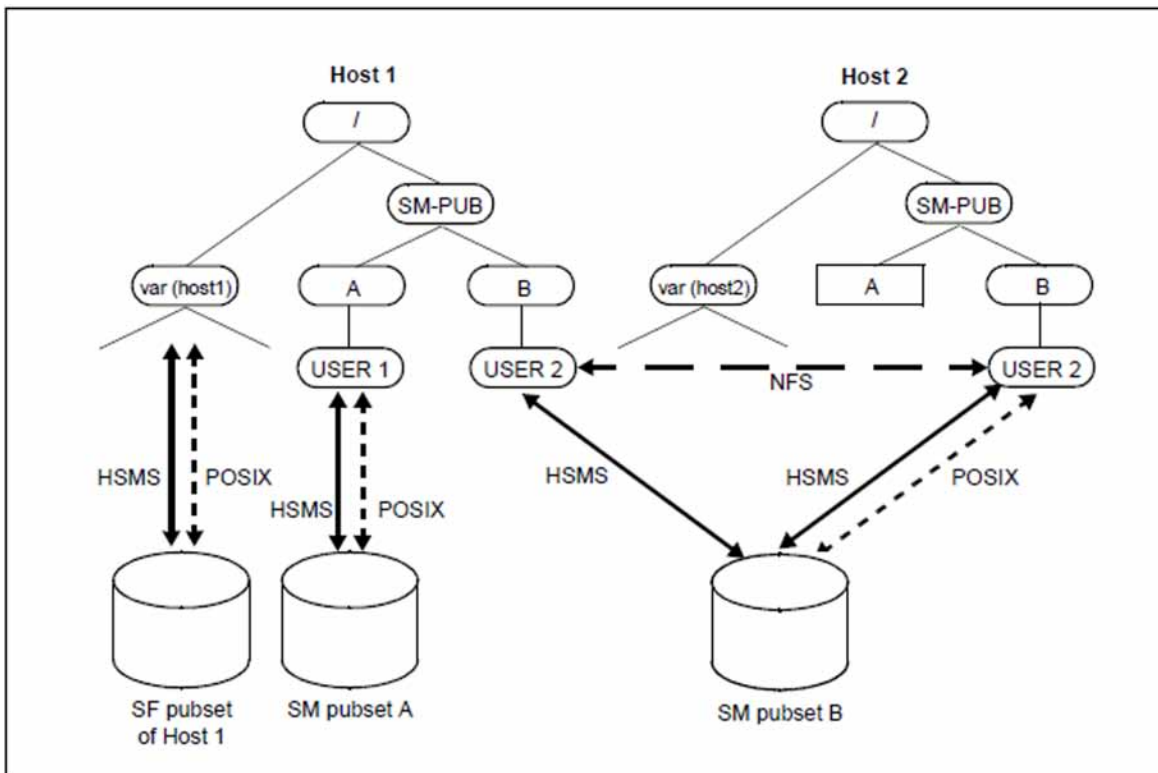 Host 1
Host 2
/
/
SM-PUB
SM-PUB
var (host1)
A
B
var (host2)
A
B
USER 1
USER 2
NFS
USER 2
HSMS
POSIX
HSMS
POSIX
HSMS
HSMS
POSIX
SF pubset
of Host 1
SM pubset A
SM pubset B